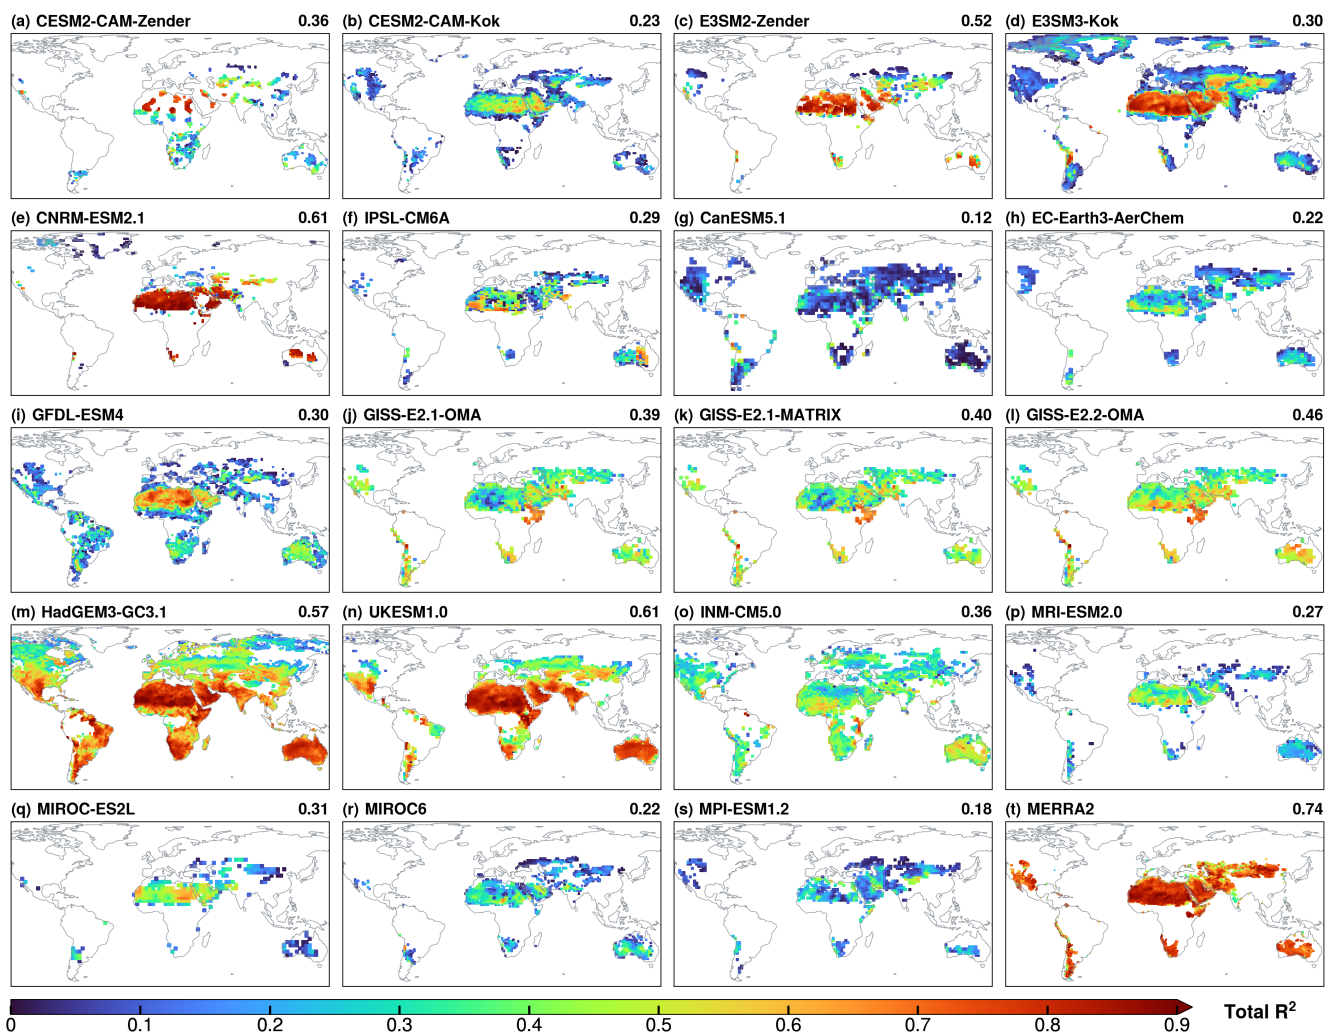 (a) CESM2-CAM-Zender 0.36 (b) CESM2-CAM-Kok 0.23 (c) E3SM2-Zender 0.52 (d) E3SM3-Kok 0.30
(e) CNRM-ESM2.1 0.61 (f) IPSL-CM6A 0.29 (g) CanESM5.1 0.12 (h) EC-Earth3-AerChem 0.22
(i) GFDL-ESM4 0.30 (j) GISS-E2.1-OMA 0.39 (k) GISS-E2.1-MATRIX 0.40 (l) GISS-E2.2-OMA 0.46
(m) HadGEM3-GC3.1 0.57 (n) UKESM1.0 0.61 (o) INM-CM5.0 0.36 (p) MRI-ESM2.0 0.27
(q) MIROC-ES2L 0.31 (r) MIROC6 0.22 (s) MPI-ESM1.2 0.18 (t) MERRA2 0.74
0 0.1 0.2 0.3 0.4 0.5 0.6 0.7 0.8 0.9 Total R²